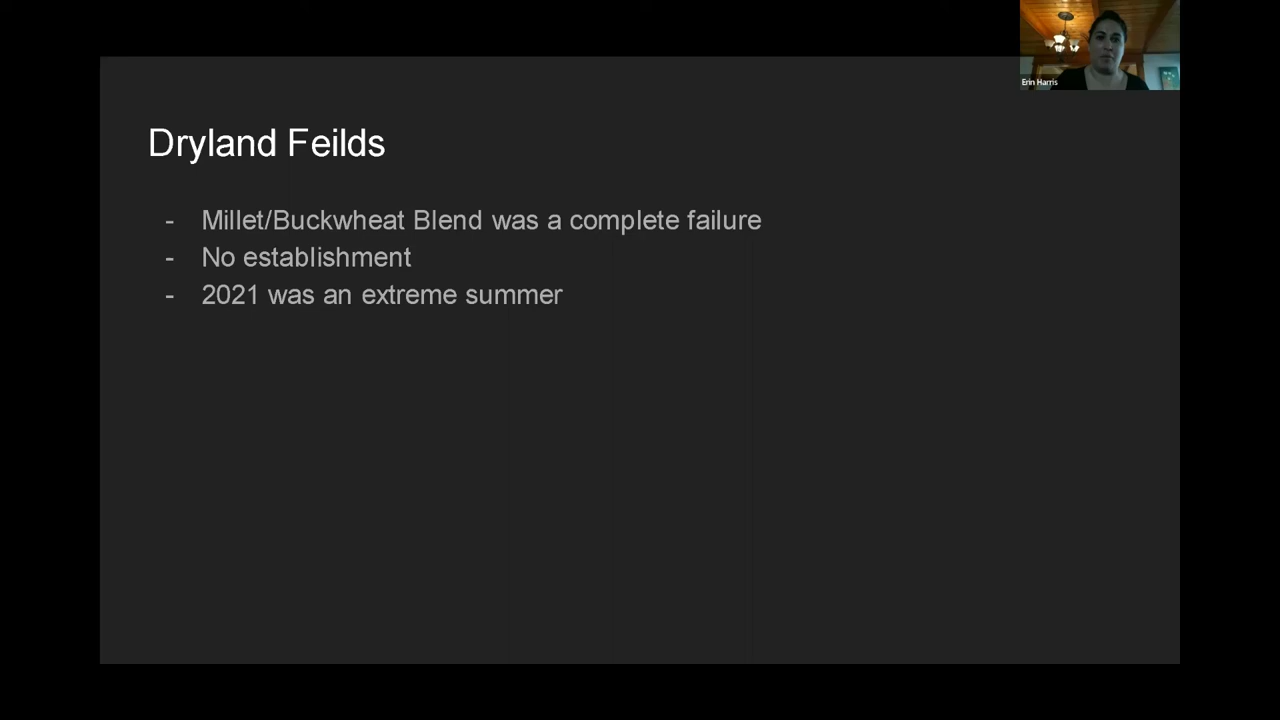 Erin Harris
Dryland Feilds
- Millet/Buckwheat Blend was a complete failure
- No establishment
- 2021 was an extreme summer